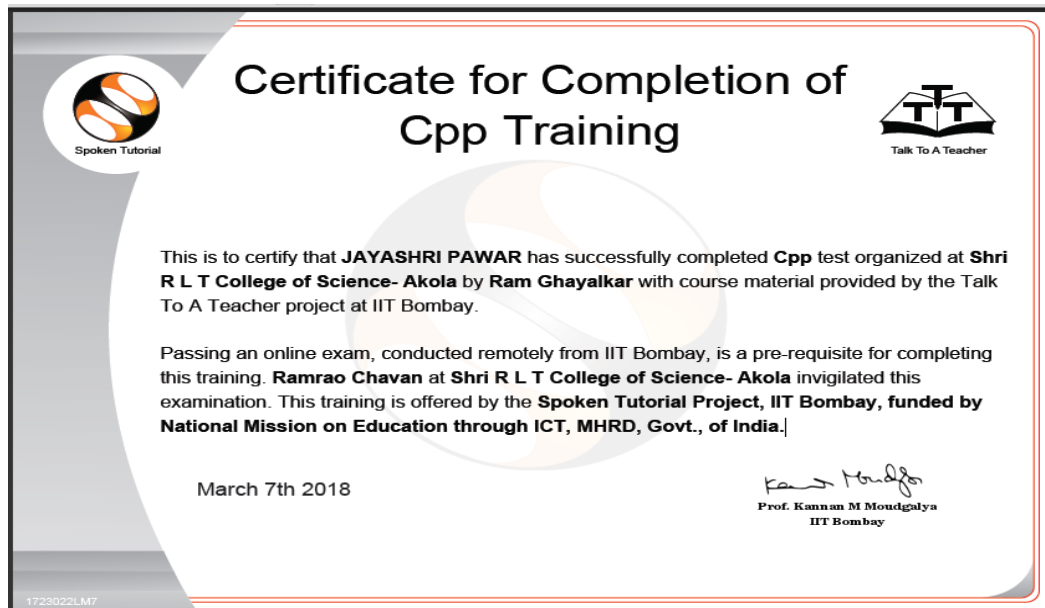 Certificate for Completion of
Cpp Training
Spoken Tutorial
Talk To A Teacher
This is to certify that JAYASHRI PAWAR has successfully completed Cpp test organized at Shri
R L T College of Science- Akola by Ram Ghayalkar with course material provided by the Talk
To A Teacher project at IIT Bombay.
Passing an online exam, conducted remotely from IIT Bombay, is a pre-requisite for completing
this training. Ramrao Chavan at Shri R L T College of Science- Akola invigilated this
examination. This training is offered by the Spoken Tutorial Project, IIT Bombay, funded by
National Mission on Education through ICT, MHRD, Govt., of India.
March 7th 2018
Prof. Kannan M Moudgalya
IIT Bombay
1723022LM7